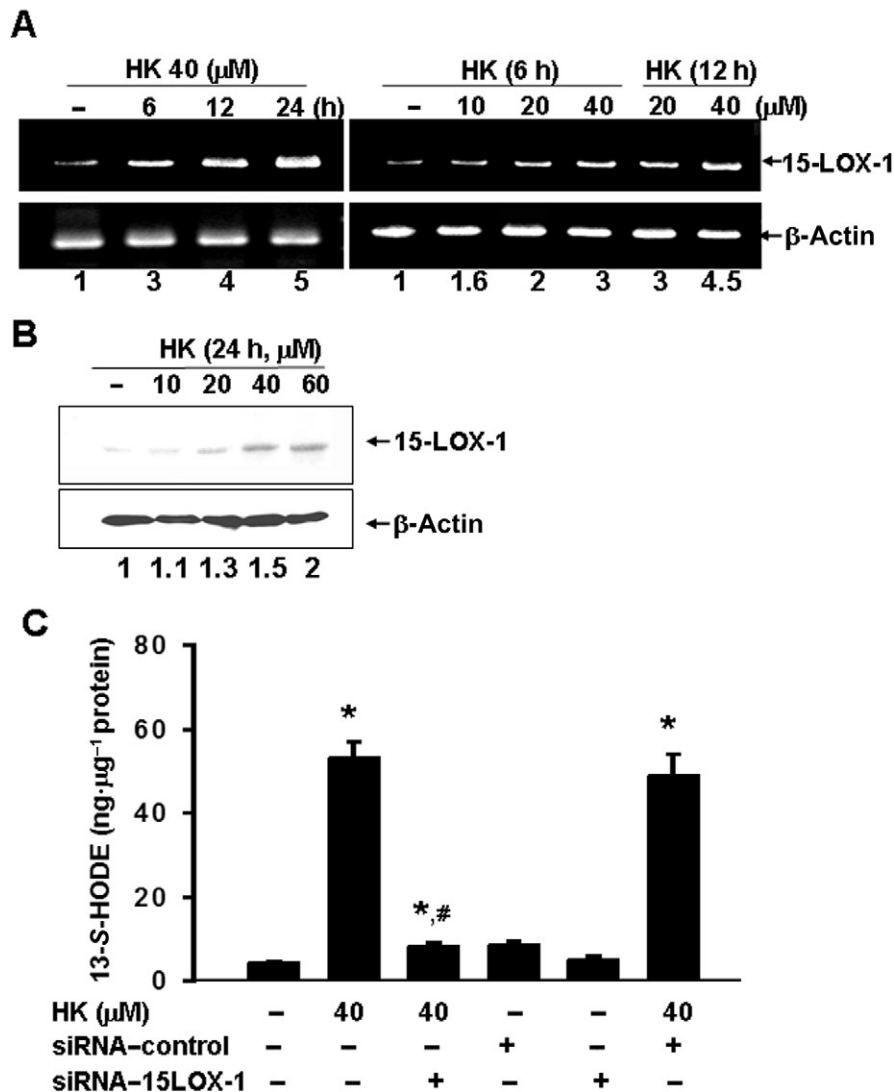 A
HK 40 (μM)
– 6 12 24 (h)
HK (6 h) HK (12 h)
– 10 20 40 20 40 (μM)
15-LOX-1
β-Actin
1 3 4 5 1 1.6 2 3 3 4.5
B
HK (24 h, μM)
– 10 20 40 60
15-LOX-1
β-Actin
1 1.1 1.3 1.5 2
C
13-S-HODE (ng·μg⁻¹ protein)
80
60
40
20
0
* *,# *
HK (μM) – 40 40 – – 40
siRNA–control – – – + – +
siRNA–15LOX-1 – – + – + –